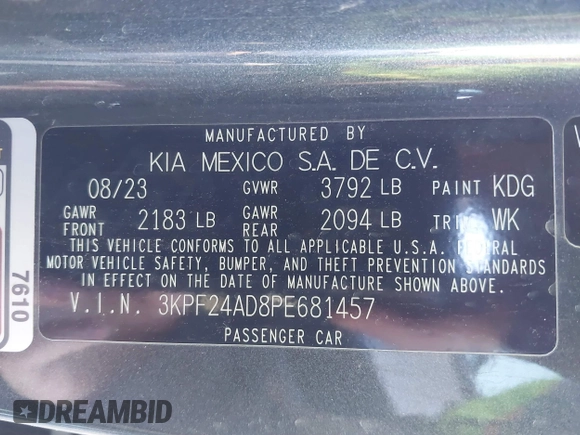 MANUFACTURED BY
KIA MEXICO S.A. DE C.V.
08/23 GVWR 3792 LB PAINT KDG
GAWR FRONT 2183 LB GAWR REAR 2094 LB TRIM WK
THIS VEHICLE CONFORMS TO ALL APPLICABLE U.S.A. FEDERAL
MOTOR VEHICLE SAFETY, BUMPER, AND THEFT PREVENTION STANDARDS
IN EFFECT ON THE DATE OF MANUFACTURE SHOWN ABOVE.
V.I.N. 3KPF24AD8PE681457
PASSENGER CAR
7610
DREAMBID